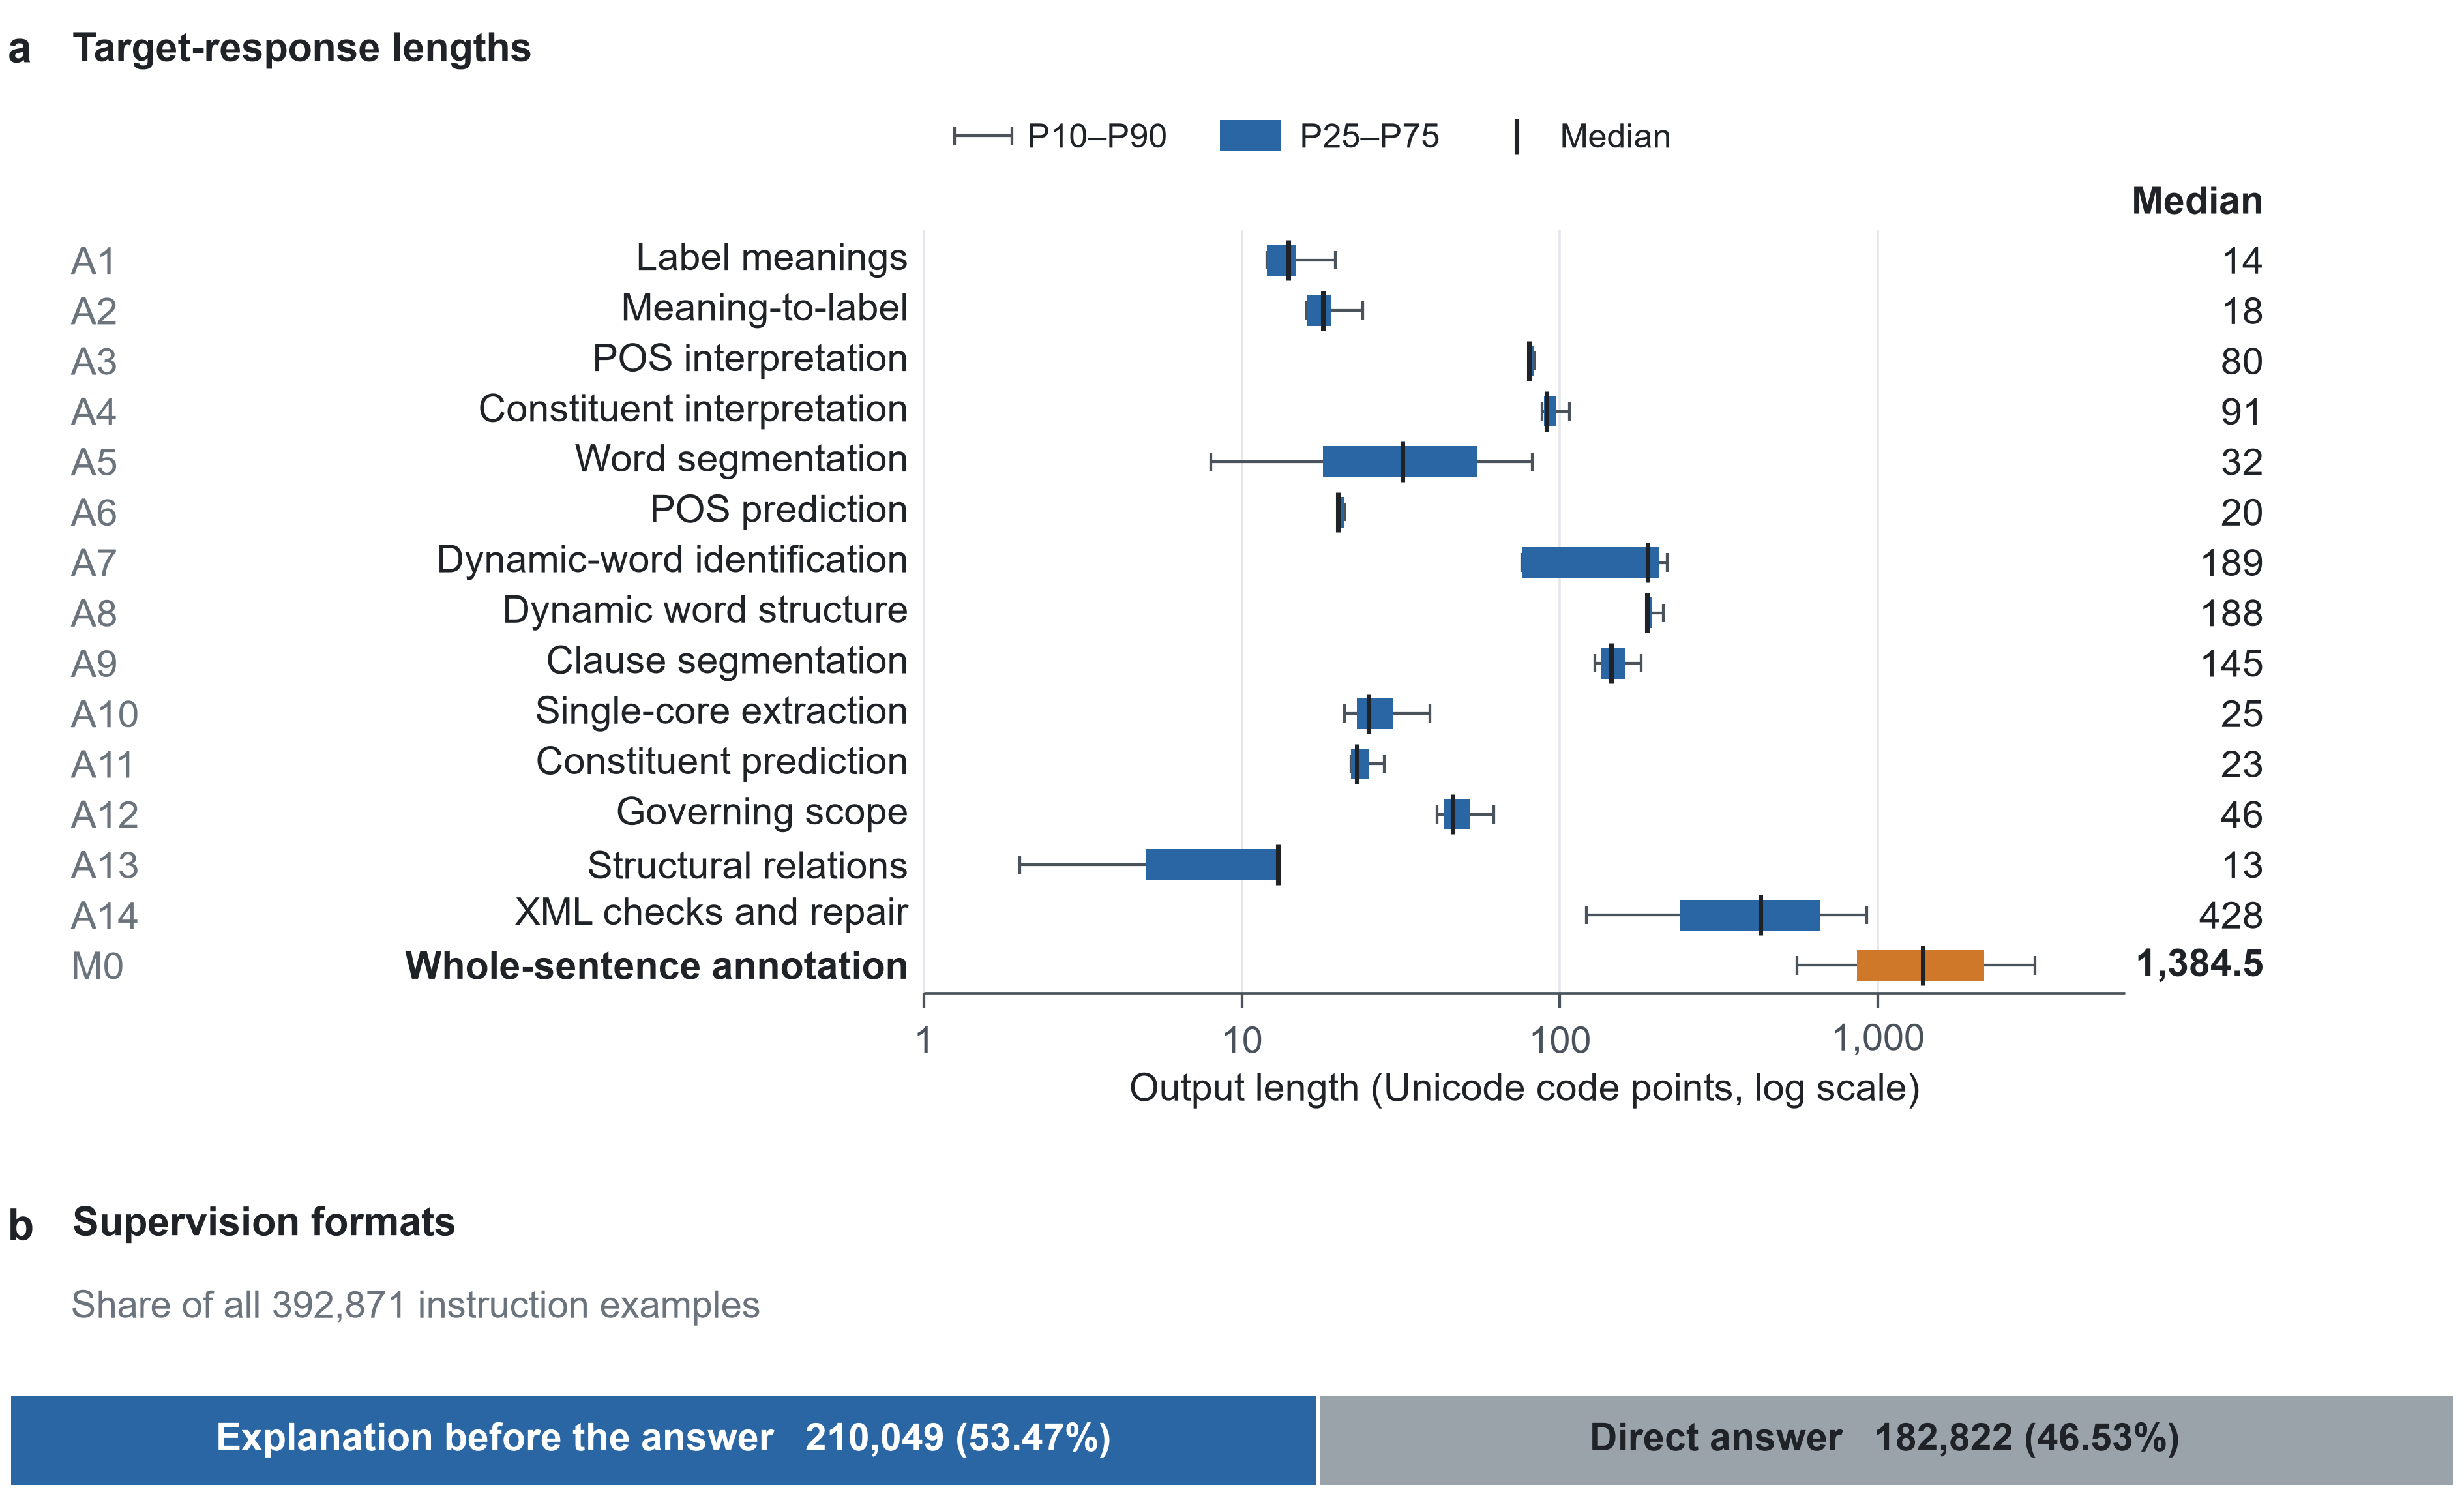 a Target-response lengths
P10–P90 P25–P75 Median
Median
A1 Label meanings 14
A2 Meaning-to-label 18
A3 POS interpretation 80
A4 Constituent interpretation 91
A5 Word segmentation 32
A6 POS prediction 20
A7 Dynamic-word identification 189
A8 Dynamic word structure 188
A9 Clause segmentation 145
A10 Single-core extraction 25
A11 Constituent prediction 23
A12 Governing scope 46
A13 Structural relations 13
A14 XML checks and repair 428
M0 Whole-sentence annotation 1,384.5
1 10 100 1,000
Output length (Unicode code points, log scale)
b Supervision formats
Share of all 392,871 instruction examples
Explanation before the answer 210,049 (53.47%) Direct answer 182,822 (46.53%)